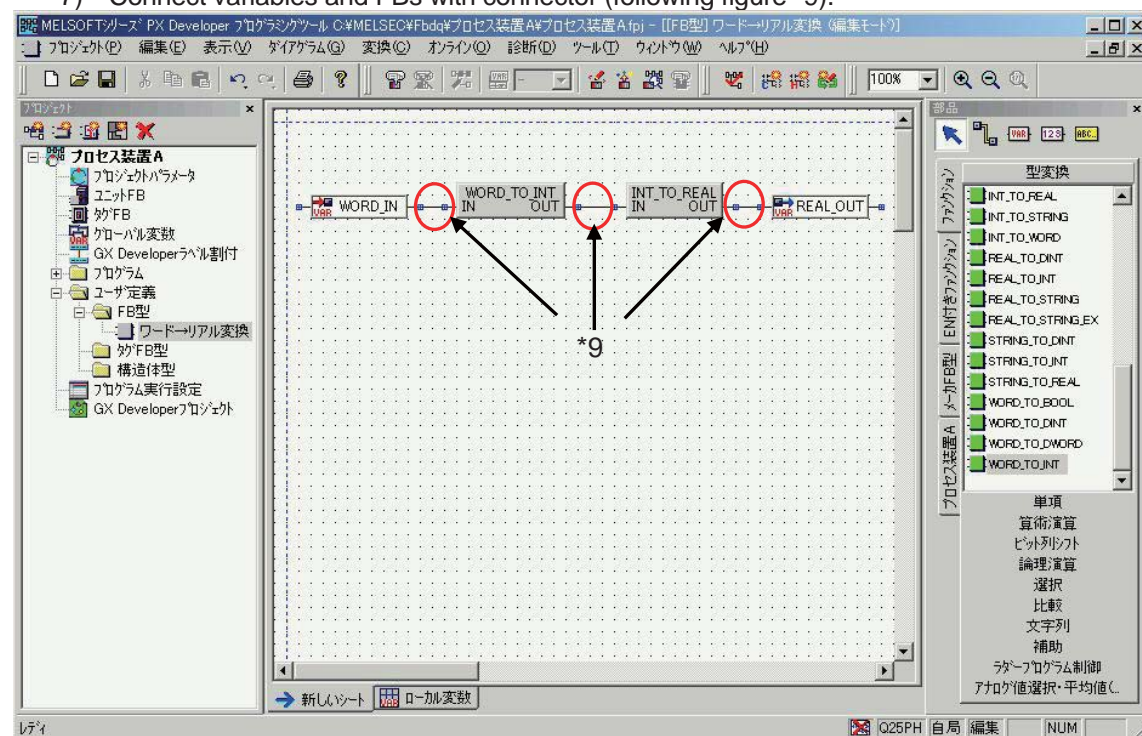 7) Connect variables and FBs with connector (following figure *9).
MELSOFTシリーズ PX Developer プログラミングツール C:¥MELSEC¥Fbdq¥プロセス装置A¥プロセス装置A.fpj - [[FB型] ワード→リアル変換 (編集モード)]
プロジェクト(P) 編集(E) 表示(V) ダイアグラム(G) 変換(C) オンライン(O) 診断(D) ツール(T) ウィンドウ(W) ヘルプ(H)
100%
プロジェクト
プロセス装置A
プロジェクトパラメータ
ユニットFB
タグFB
グローバル変数
GX Developerラベル割付
プログラム
ユーザ定義
FB型
ワード→リアル変換
タグFB型
構造体型
プログラム実行設定
GX Developerプロジェクト
VAR WORD_IN
WORD_TO_INT
IN OUT
INT_TO_REAL
IN OUT
VAR REAL_OUT
*9
新しいシート
ローカル変数
部品
VAR 123 ABC..
ファンクション
EN付きファンクション
メーカFB型
プロセス装置A
型変換
INT_TO_REAL
INT_TO_STRING
INT_TO_WORD
REAL_TO_DINT
REAL_TO_INT
REAL_TO_STRING
REAL_TO_STRING_EX
STRING_TO_DINT
STRING_TO_INT
STRING_TO_REAL
WORD_TO_BOOL
WORD_TO_DINT
WORD_TO_DWORD
WORD_TO_INT
単項
算術演算
ビット列シフト
論理演算
選択
比較
文字列
補助
ラダープログラム制御
アナログ値選択・平均値(..
レディ
Q25PH 自局 編集 NUM